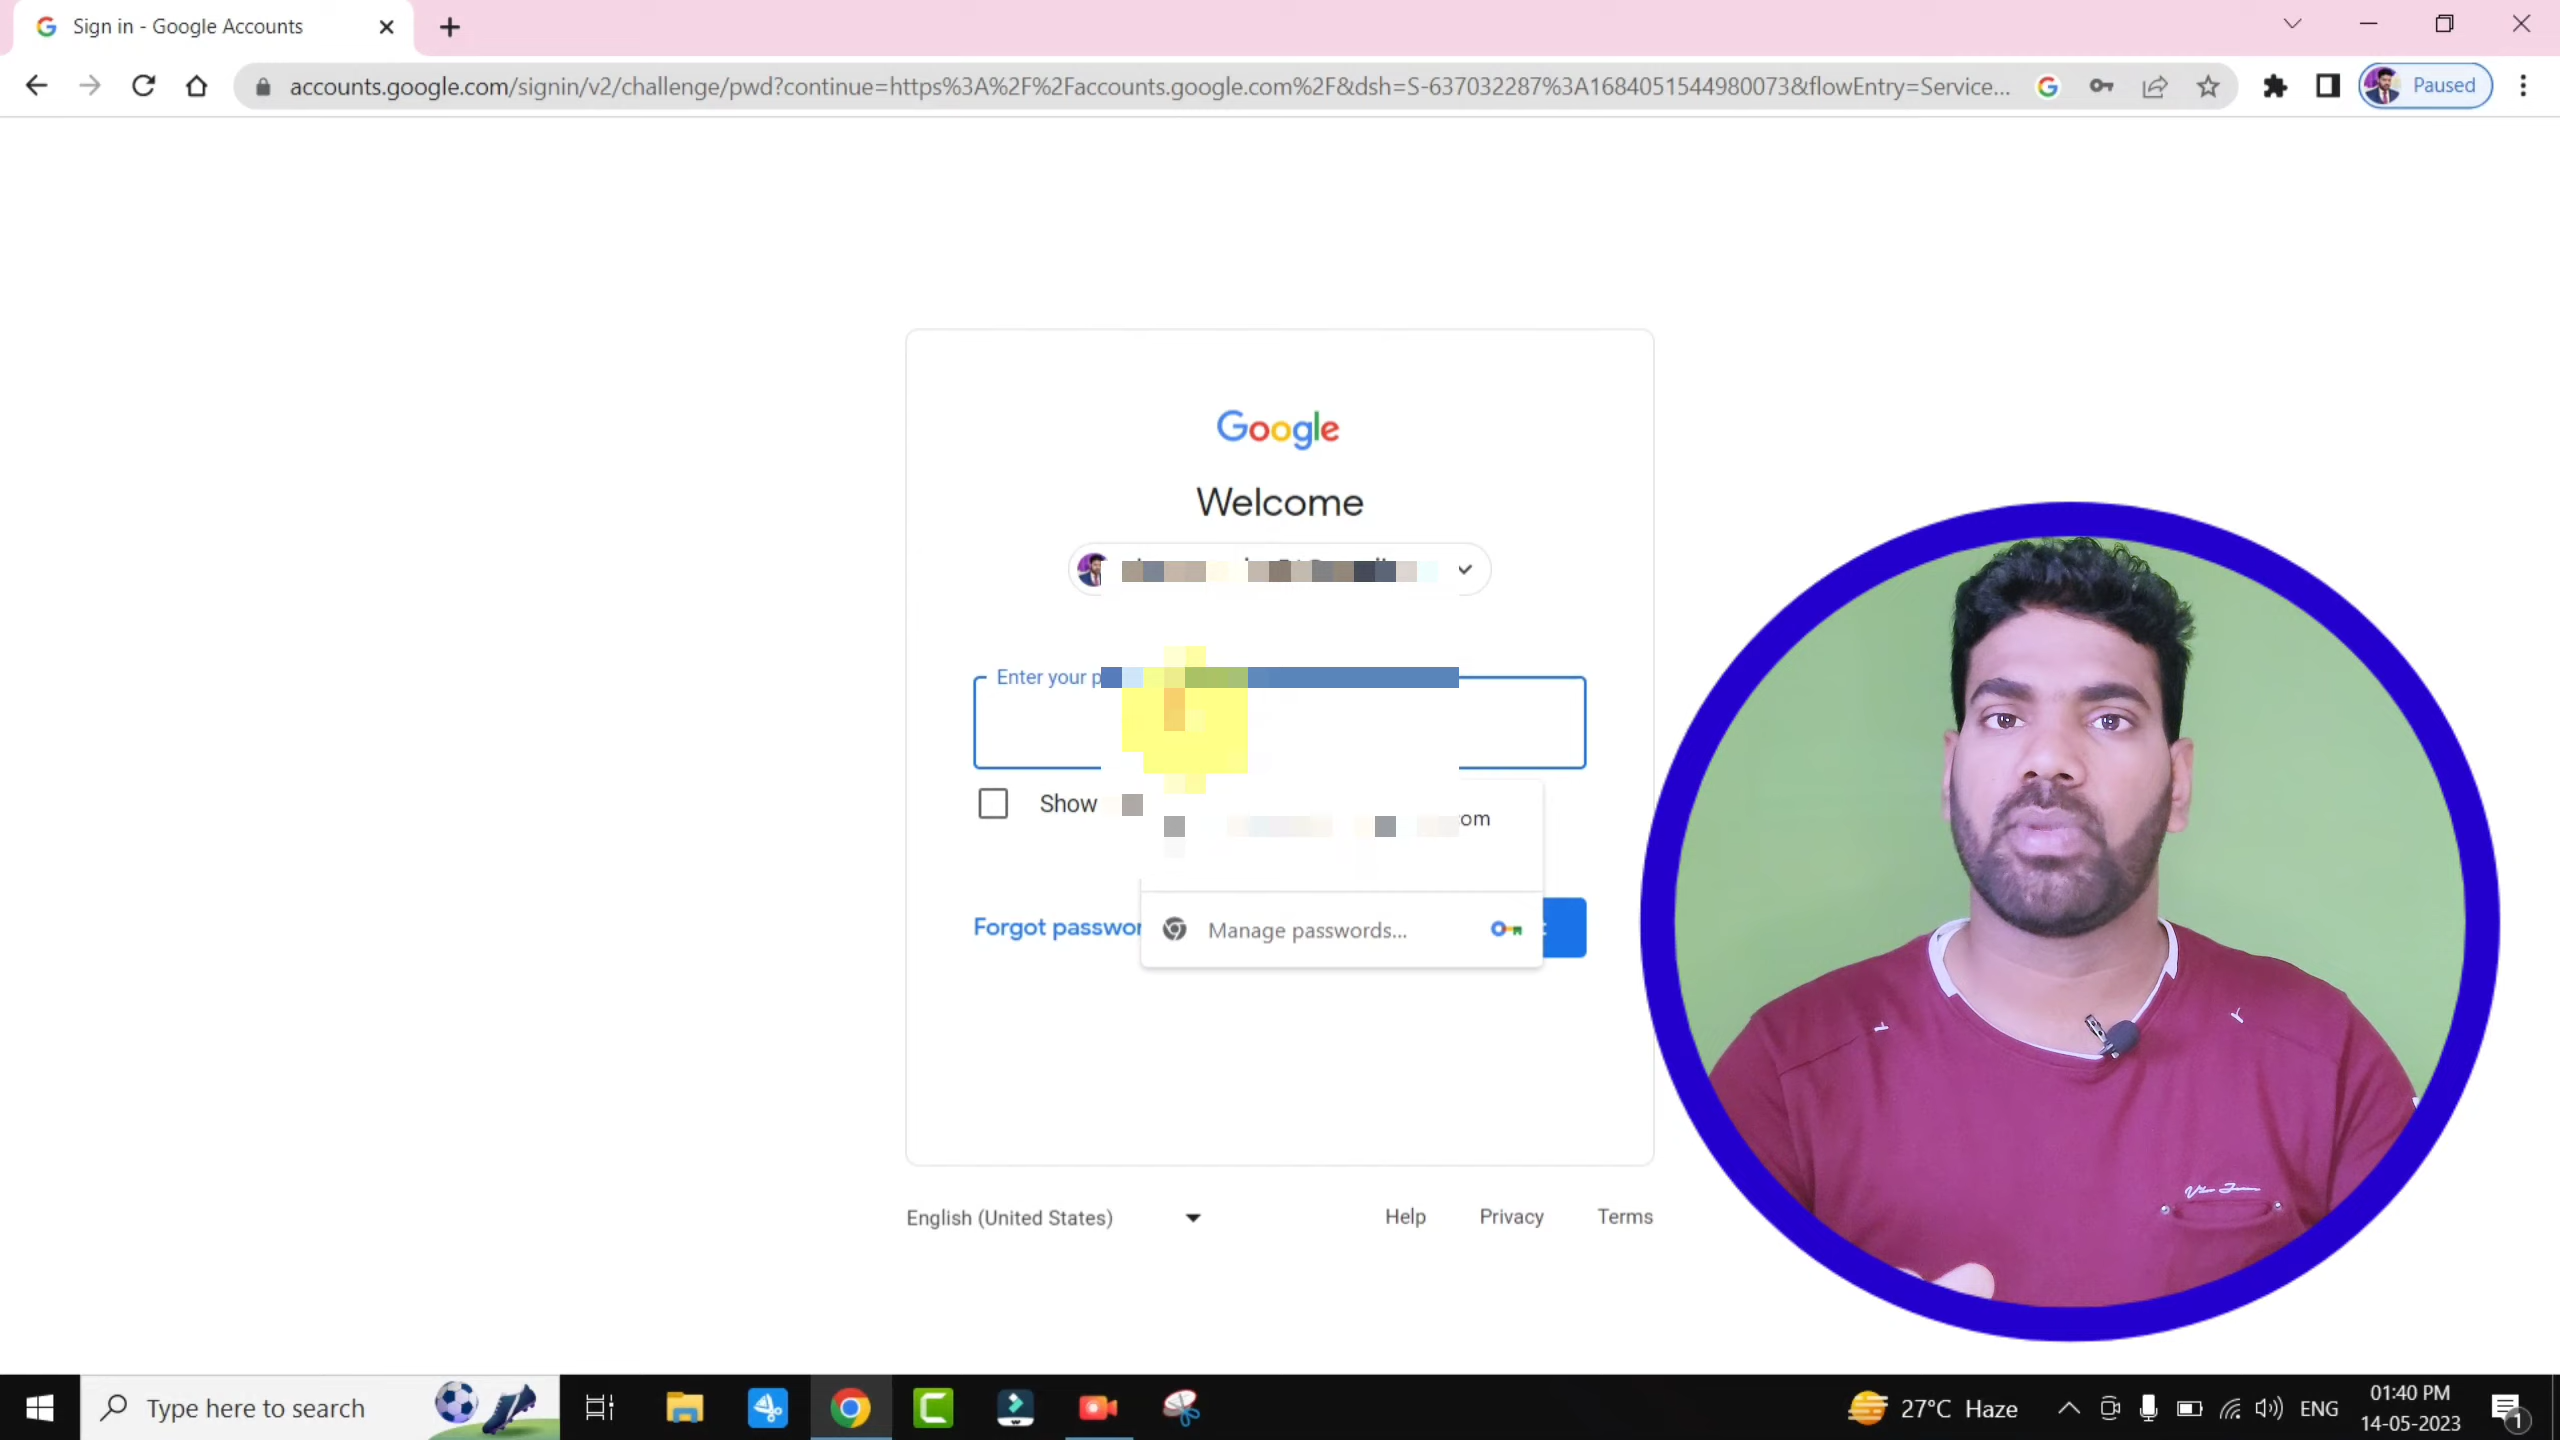 Sign in - Google Accounts
accounts.google.com/signin/v2/challenge/pwd?continue=https%3A%2F%2Faccounts.google.com%2F&dsh=S-637032287%3A1684051544980073&flowEntry=Service...
Paused
Google
Welcome
Enter your
Show
om
Forgot passwor
Manage passwords...
English (United States)
Help
Privacy
Terms
Type here to search
27°C Haze
ENG
01:40 PM
14-05-2023
1